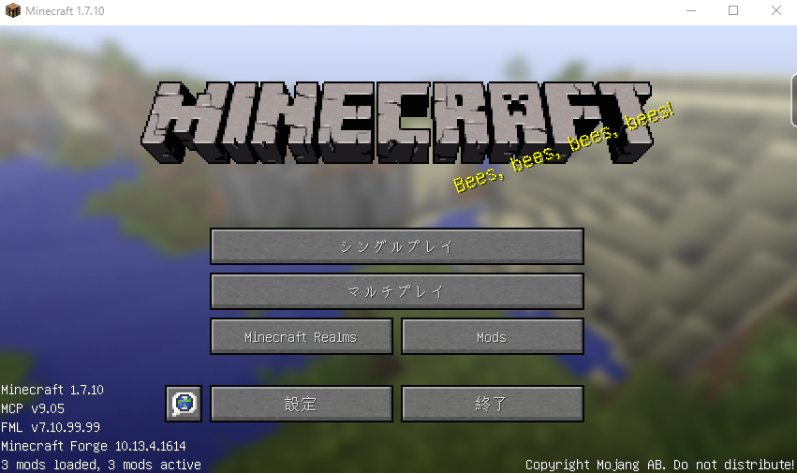 Minecraft 1.7.10
MINECRAFT
Bees, bees, bees, bees!
シングルプレイ
マルチプレイ
Minecraft Realms
Mods
設定
終了
Minecraft 1.7.10
MCP v9.05
FML v7.10.99.99
Minecraft Forge 10.13.4.1614
3 mods loaded, 3 mods active
Copyright Mojang AB. Do not distribute!